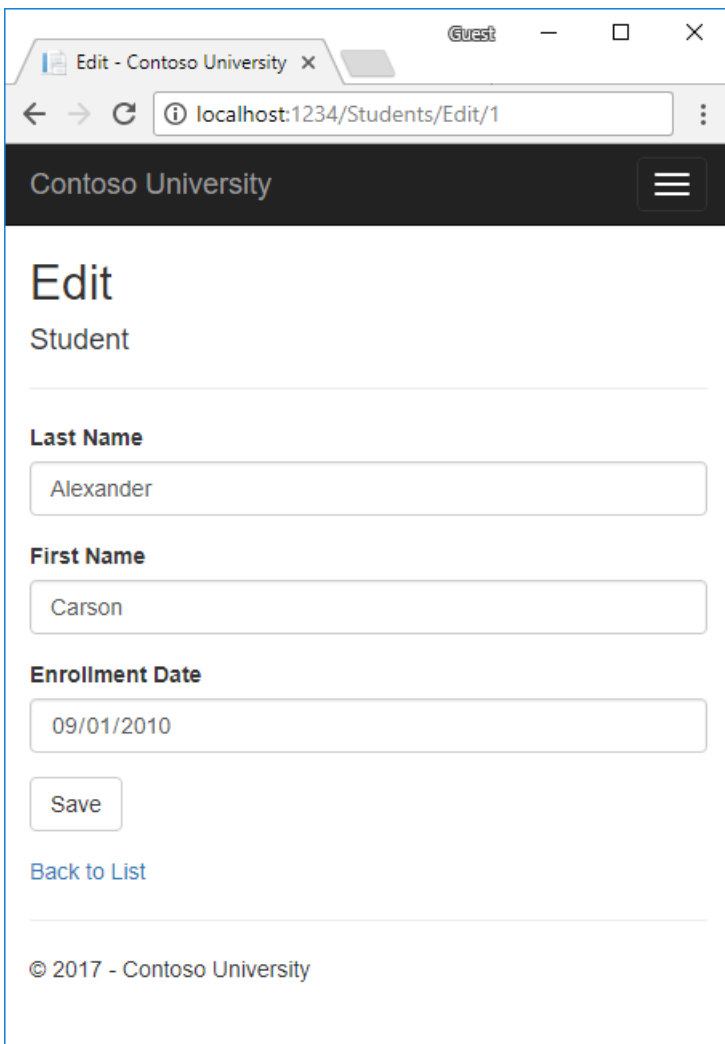 Guest
Edit - Contoso University
localhost:1234/Students/Edit/1
Contoso University
Edit
Student
Last Name
Alexander
First Name
Carson
Enrollment Date
09/01/2010
Save
Back to List
© 2017 - Contoso University